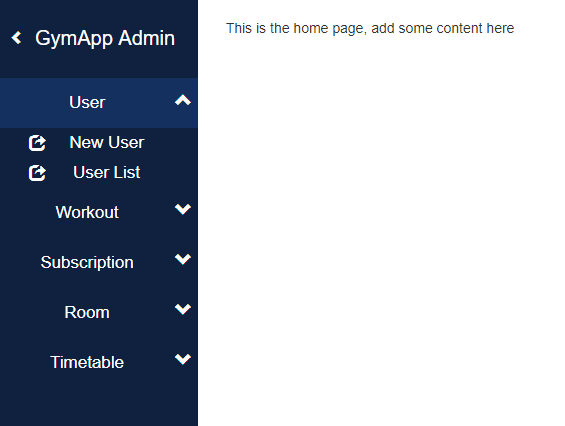 GymApp Admin
This is the home page, add some content here
User
New User
User List
Workout
Subscription
Room
Timetable